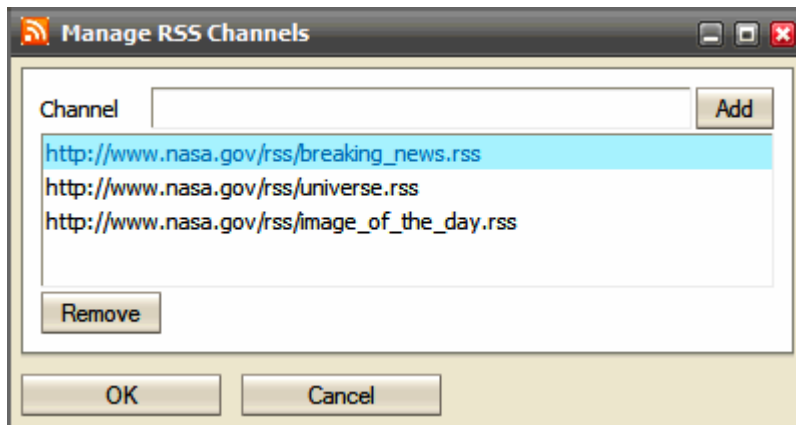 Manage RSS Channels
Channel Add
http://www.nasa.gov/rss/breaking_news.rss
http://www.nasa.gov/rss/universe.rss
http://www.nasa.gov/rss/image_of_the_day.rss
Remove
OK Cancel